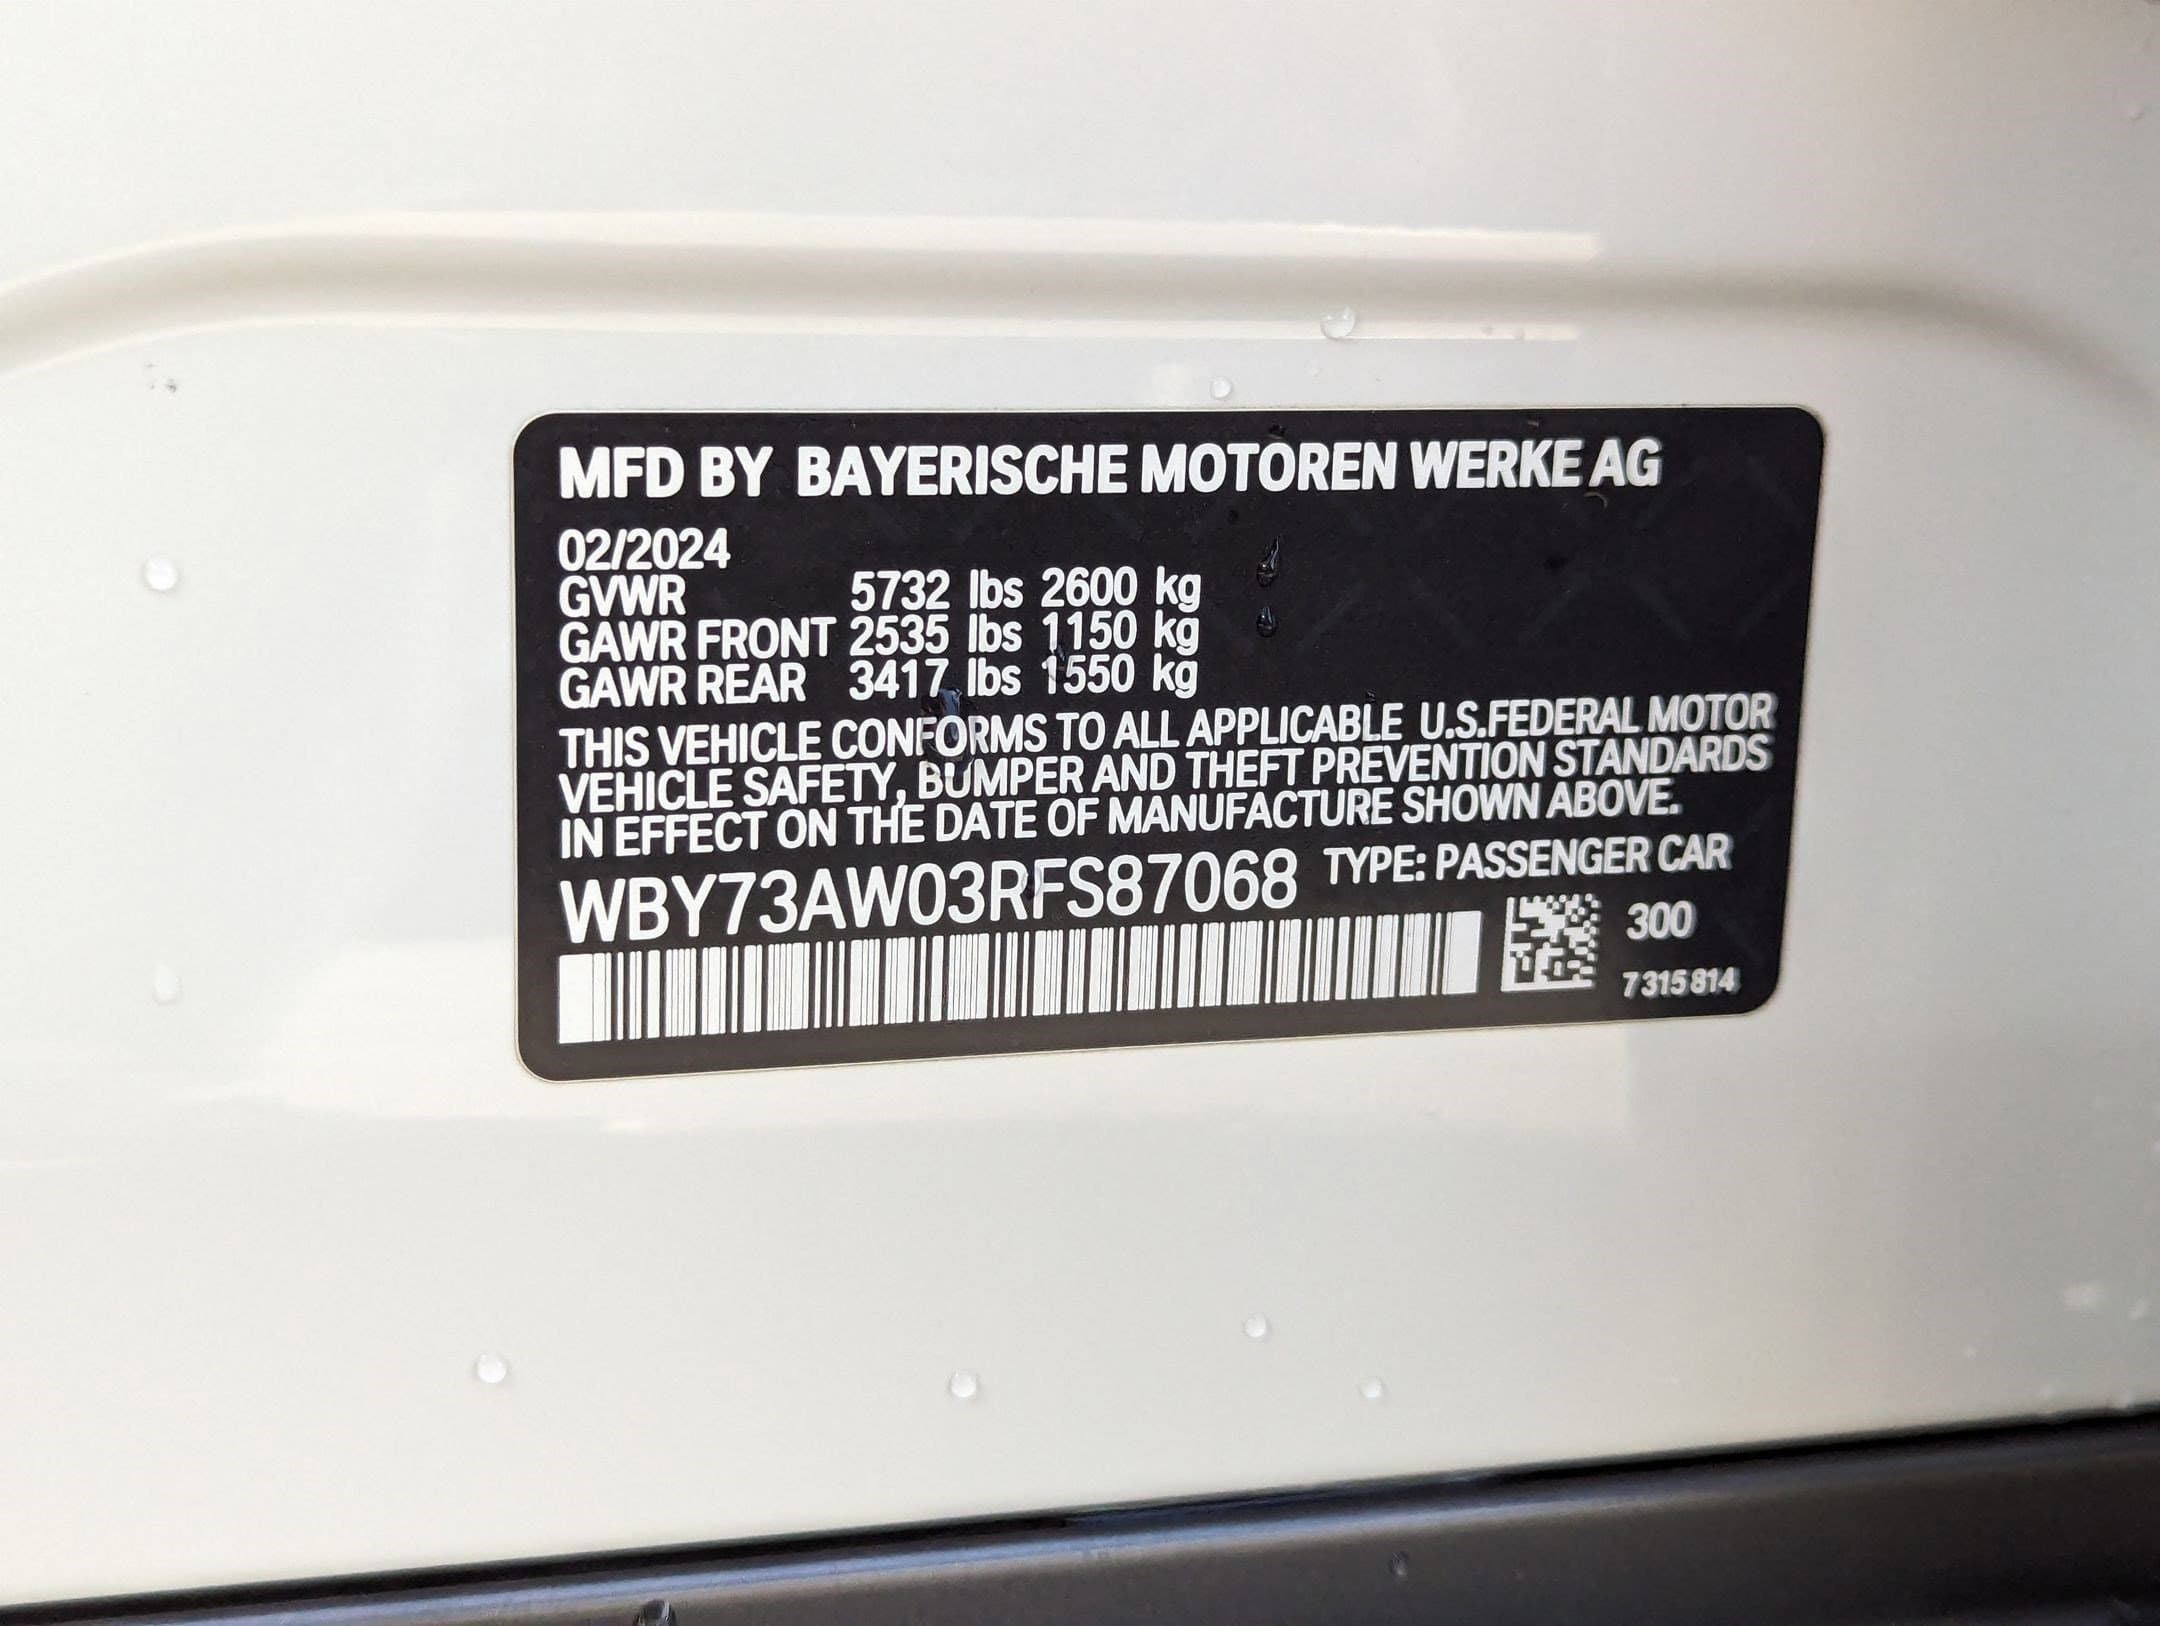 MFD BY BAYERISCHE MOTOREN WERKE AG
02/2024
GVWR 5732 lbs 2600 kg
GAWR FRONT 2535 lbs 1150 kg
GAWR REAR 3417 lbs 1550 kg
THIS VEHICLE CONFORMS TO ALL APPLICABLE U.S.FEDERAL MOTOR
VEHICLE SAFETY, BUMPER AND THEFT PREVENTION STANDARDS
IN EFFECT ON THE DATE OF MANUFACTURE SHOWN ABOVE.
WBY73AW03RFS87068 TYPE: PASSENGER CAR
300
7 315 814